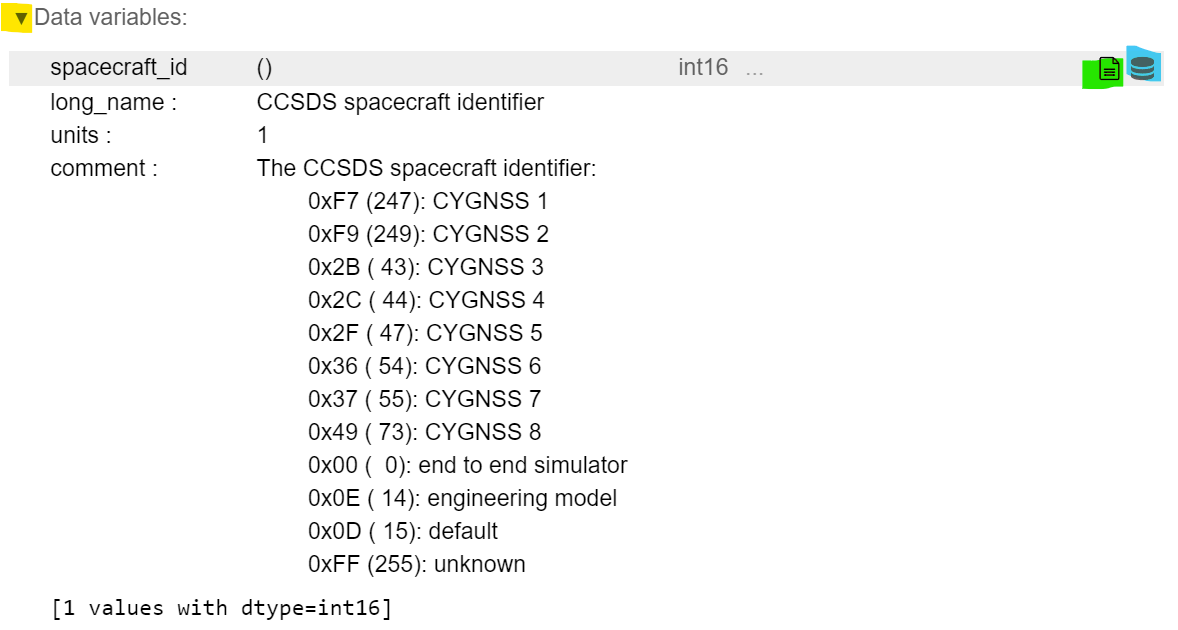 ▼ Data variables:
spacecraft_id () int16 ...
long_name : CCSDS spacecraft identifier
units : 1
comment : The CCSDS spacecraft identifier:
0xF7 (247): CYGNSS 1
0xF9 (249): CYGNSS 2
0x2B ( 43): CYGNSS 3
0x2C ( 44): CYGNSS 4
0x2F ( 47): CYGNSS 5
0x36 ( 54): CYGNSS 6
0x37 ( 55): CYGNSS 7
0x49 ( 73): CYGNSS 8
0x00 (  0): end to end simulator
0x0E ( 14): engineering model
0x0D ( 15): default
0xFF (255): unknown
[1 values with dtype=int16]